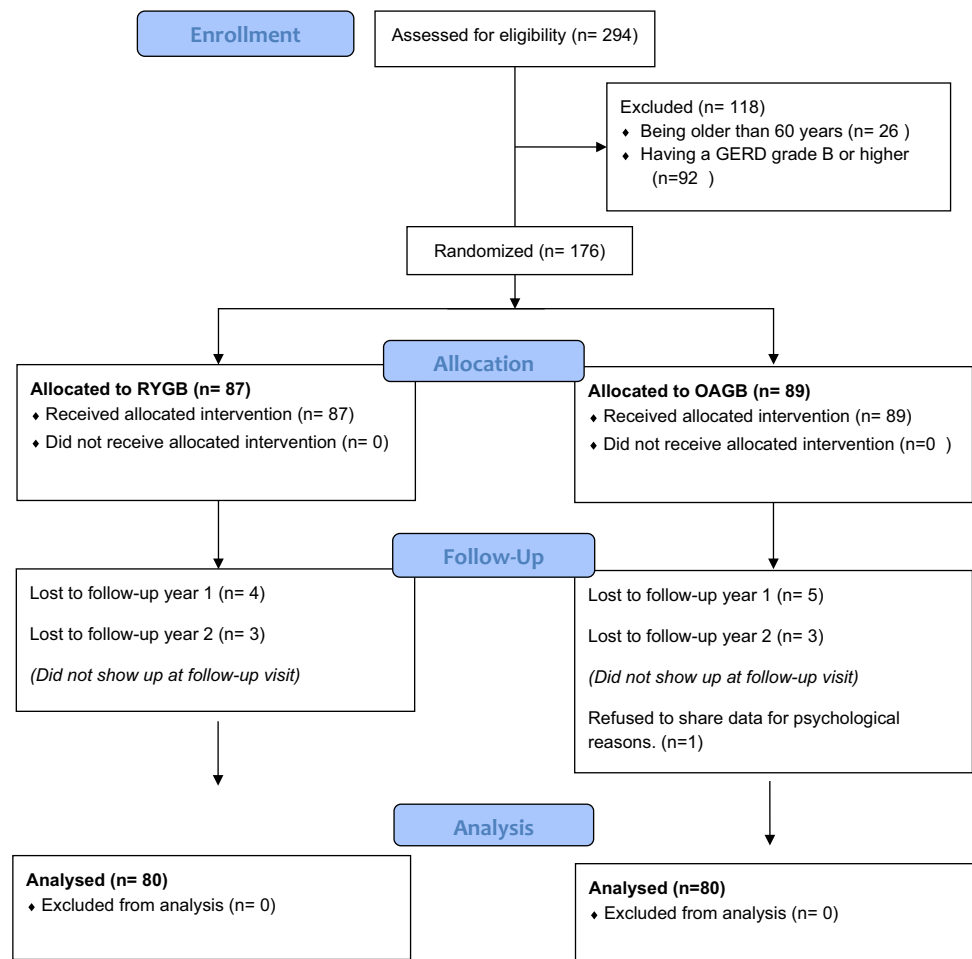 Enrollment
Assessed for eligibility (n= 294)
Excluded (n= 118)
♦ Being older than 60 years (n= 26 )
♦ Having a GERD grade B or higher
(n=92 )
Randomized (n= 176)
Allocation
Allocated to RYGB (n= 87)
♦ Received allocated intervention (n= 87)
♦ Did not receive allocated intervention (n= 0)
Allocated to OAGB (n= 89)
♦ Received allocated intervention (n= 89)
♦ Did not receive allocated intervention (n=0 )
Follow-Up
Lost to follow-up year 1 (n= 4)
Lost to follow-up year 2 (n= 3)
(Did not show up at follow-up visit)
Lost to follow-up year 1 (n= 5)
Lost to follow-up year 2 (n= 3)
(Did not show up at follow-up visit)
Refused to share data for psychological
reasons. (n=1)
Analysis
Analysed (n= 80)
♦ Excluded from analysis (n= 0)
Analysed (n=80)
♦ Excluded from analysis (n= 0)